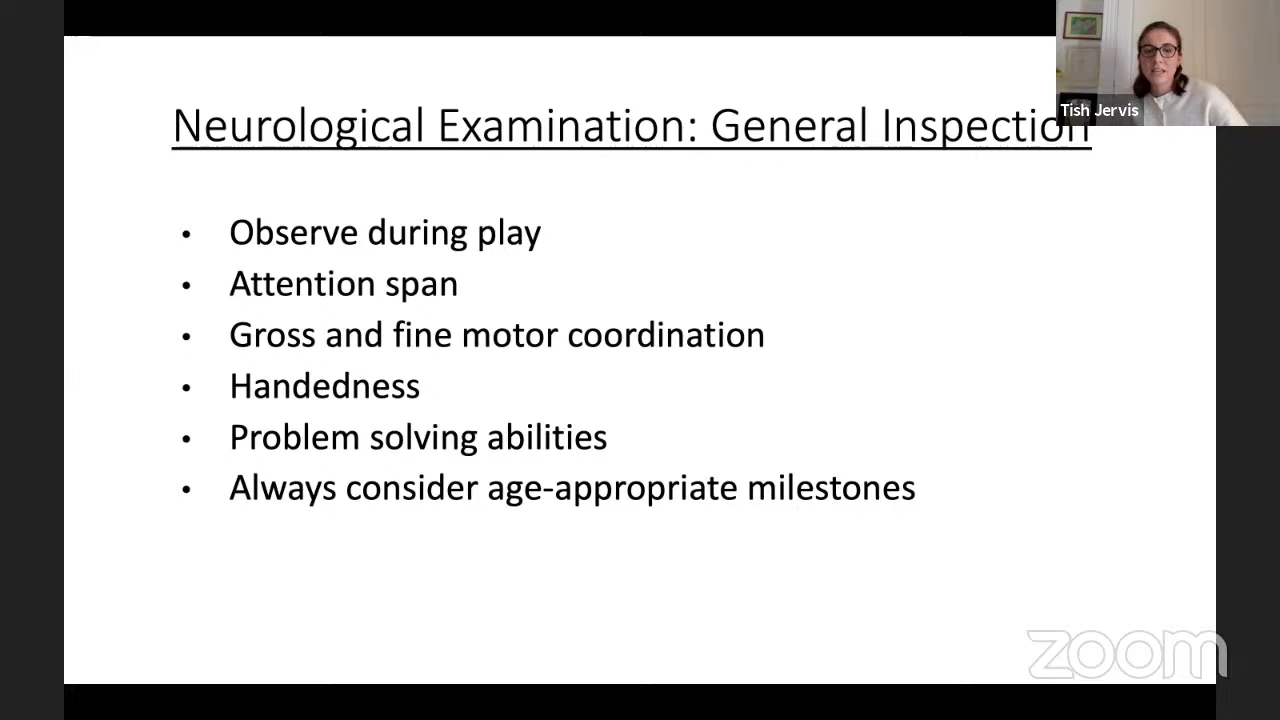 Tish Jervis
Neurological Examination: General Inspection
• Observe during play
• Attention span
• Gross and fine motor coordination
• Handedness
• Problem solving abilities
• Always consider age-appropriate milestones
zoom